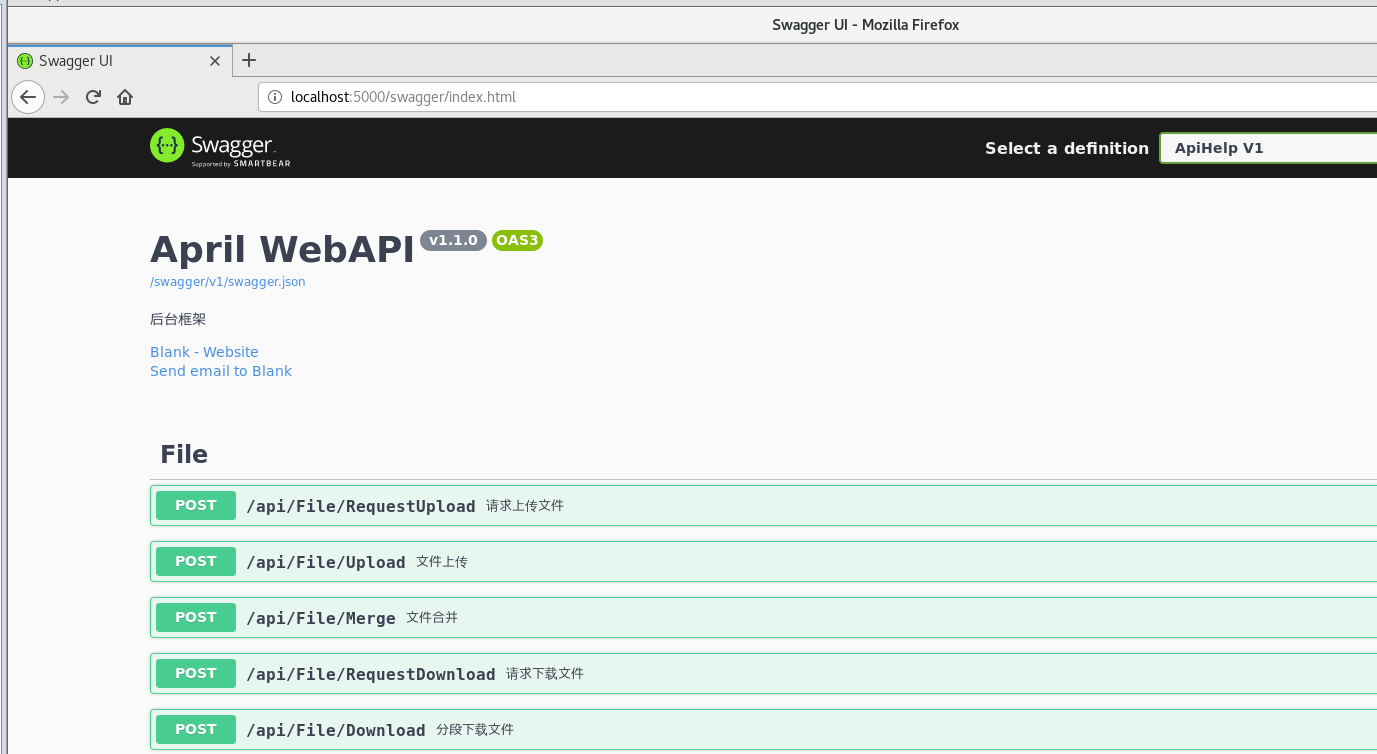 Swagger UI - Mozilla Firefox
Swagger UI
localhost:5000/swagger/index.html
Swagger.
Supported by SMARTBEAR
Select a definition ApiHelp V1
April WebAPI v1.1.0 OAS3
/swagger/v1/swagger.json
后台框架
Blank - Website
Send email to Blank
File
POST /api/File/RequestUpload 请求上传文件
POST /api/File/Upload 文件上传
POST /api/File/Merge 文件合并
POST /api/File/RequestDownload 请求下载文件
POST /api/File/Download 分段下载文件